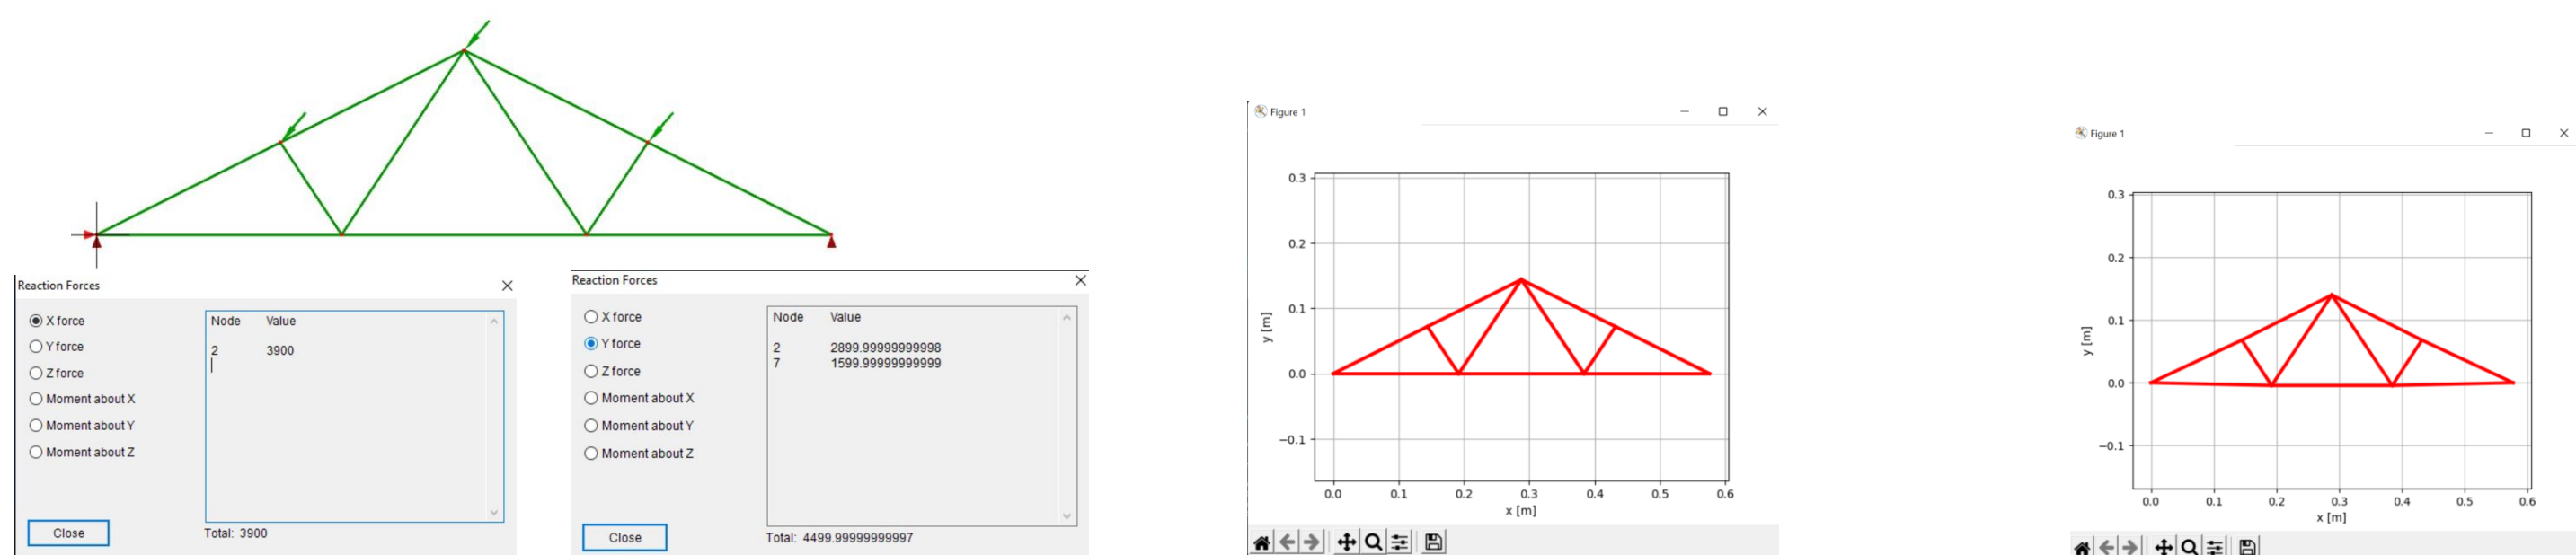 Reaction Forces
X force
Y force
Z force
Moment about X
Moment about Y
Moment about Z
Close
Node Value
2 3900
Total: 3900
Reaction Forces
X force
Y force
Z force
Moment about X
Moment about Y
Moment about Z
Close
Node Value
2 2899.99999999998
7 1599.99999999999
Total: 4499.99999999997
Figure 1
0.3
0.2
0.1
0.0
−0.1
y [m]
0.0 0.1 0.2 0.3 0.4 0.5 0.6
x [m]
Figure 1
0.3
0.2
0.1
0.0
−0.1
y [m]
0.0 0.1 0.2 0.3 0.4 0.5 0.6
x [m]